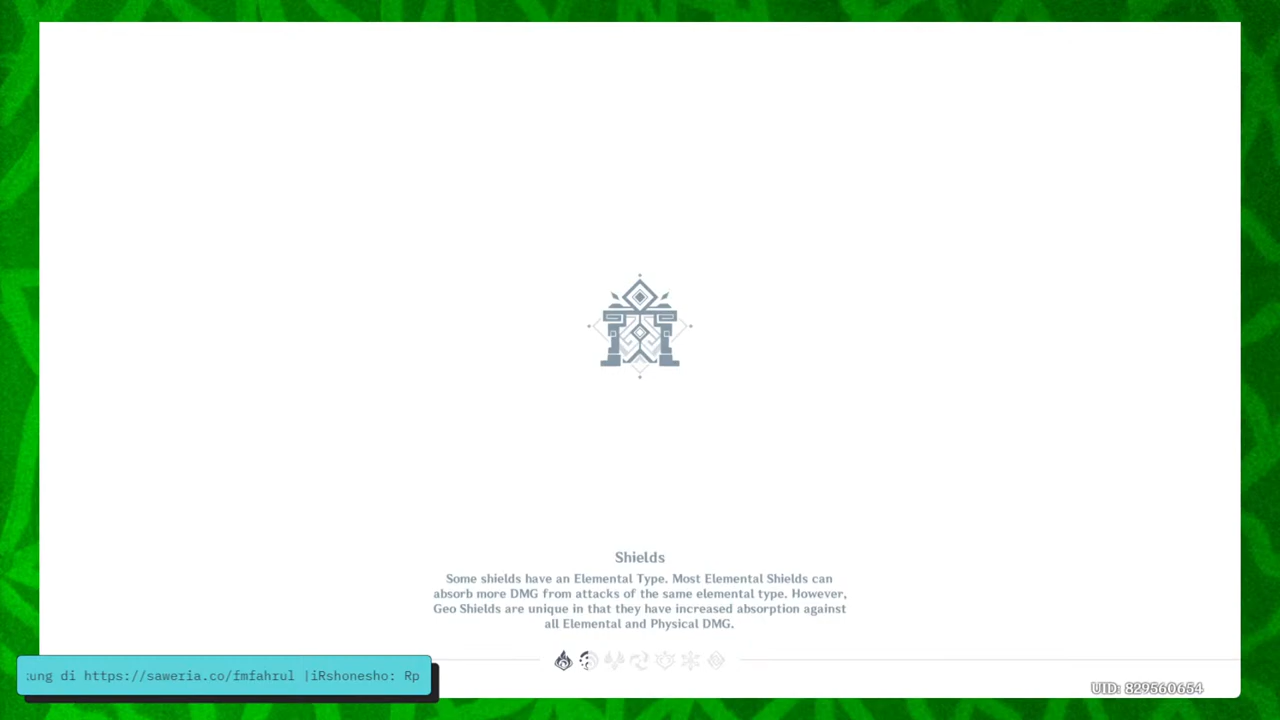 Shields
Some shields have an Elemental Type. Most Elemental Shields can
absorb more DMG from attacks of the same elemental type. However,
Geo Shields are unique in that they have increased absorption against
all Elemental and Physical DMG.
di https://saweria.co/fmfahrul |iRshonesho: Rp
UID: 829560654